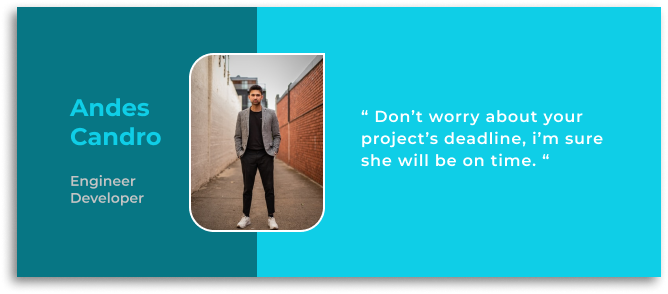 Andes
Candro
Engineer
Developer
“ Don’t worry about your
project’s deadline, i’m sure
she will be on time. “